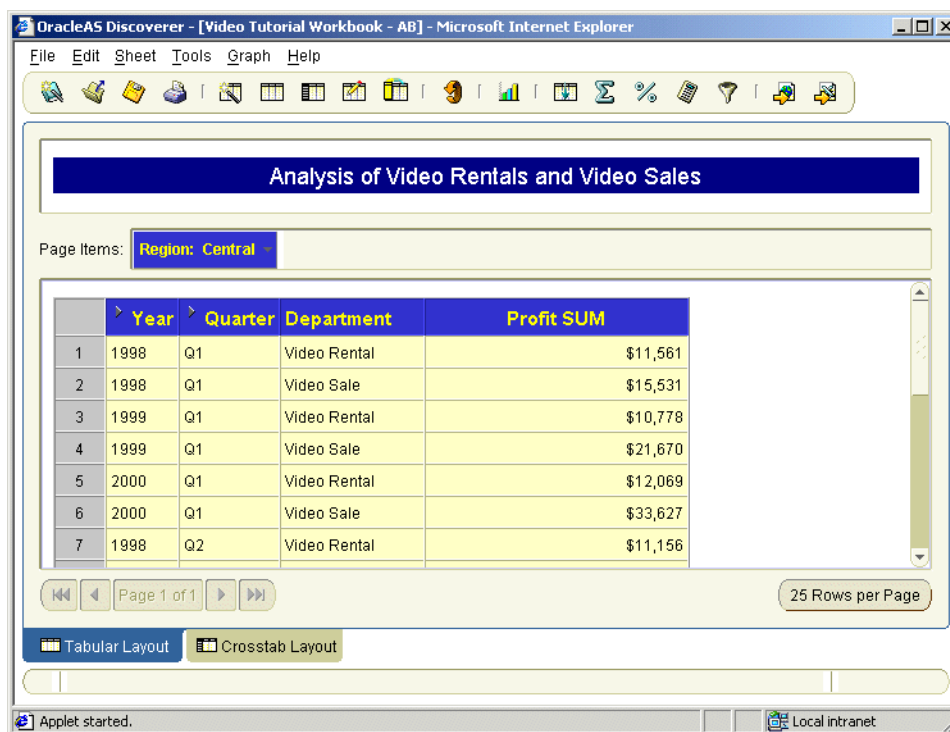 OracleAS Discoverer - [Video Tutorial Workbook - AB] - Microsoft Internet Explorer
File Edit Sheet Tools Graph Help
Analysis of Video Rentals and Video Sales
Page Items: Region: Central
Year Quarter Department Profit SUM
1 1998 Q1 Video Rental $11,561
2 1998 Q1 Video Sale $15,531
3 1999 Q1 Video Rental $10,778
4 1999 Q1 Video Sale $21,670
5 2000 Q1 Video Rental $12,069
6 2000 Q1 Video Sale $33,627
7 1998 Q2 Video Rental $11,156
Page 1 of 1 25 Rows per Page
Tabular Layout Crosstab Layout
Applet started. Local intranet